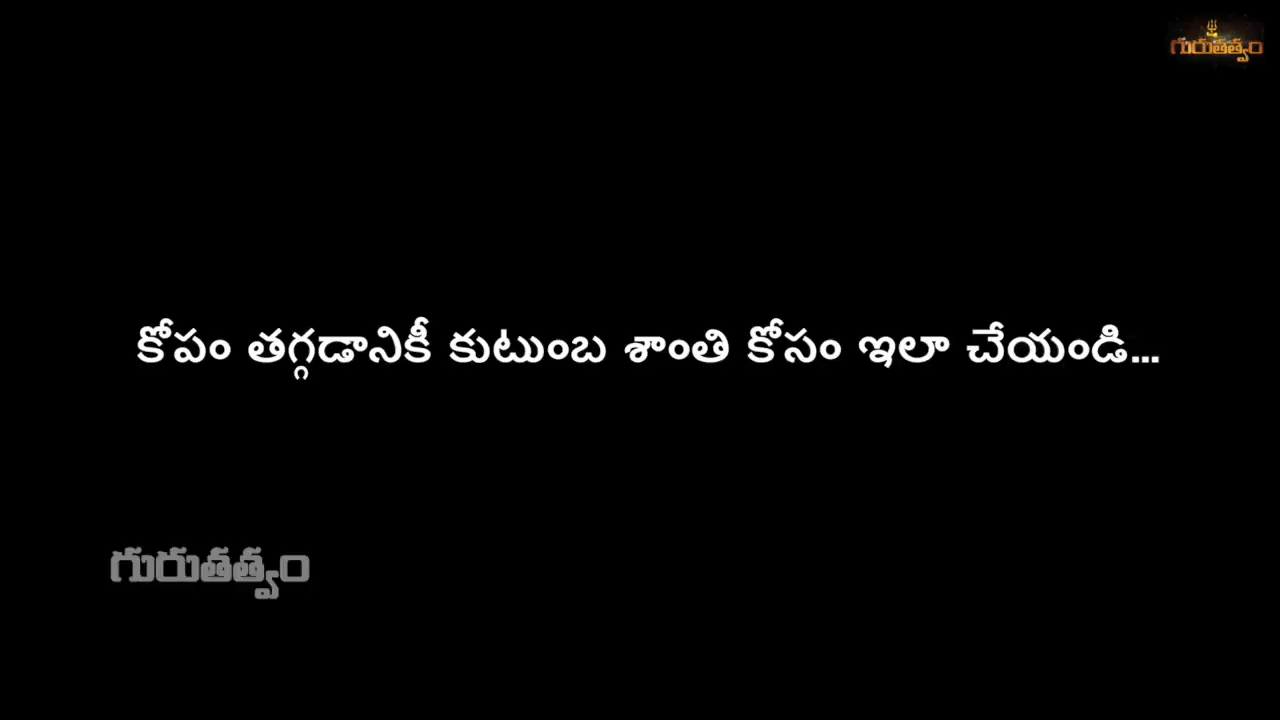 గురుతత్వం
కోపం తగ్గడానికీ కుటుంబ శాంతి కోసం ఇలా చేయండి...
గురుతత్వం